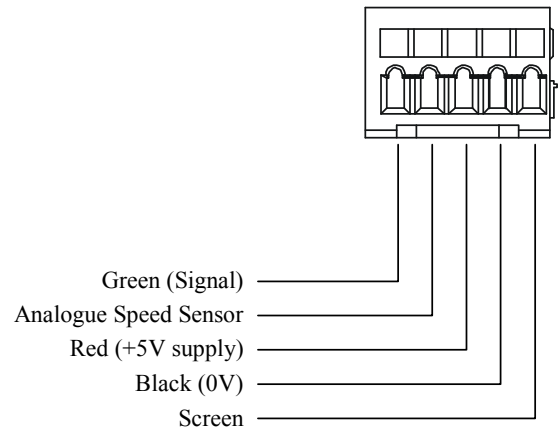 Green (Signal)
Analogue Speed Sensor
Red (+5V supply)
Black (0V)
Screen